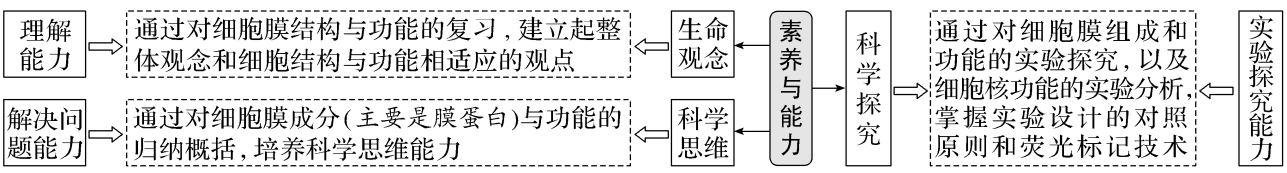 理解
能力
通过对细胞膜结构与功能的复习,建立起整
体观念和细胞结构与功能相适应的观点
生命
观念
解决问
题能力
通过对细胞膜成分(主要是膜蛋白)与功能的
归纳概括,培养科学思维能力
科学
思维
素养与能力
科学探究
通过对细胞膜组成和
功能的实验探究,以及
细胞核功能的实验分析,
掌握实验设计的对照
原则和荧光标记技术
实验探究能力